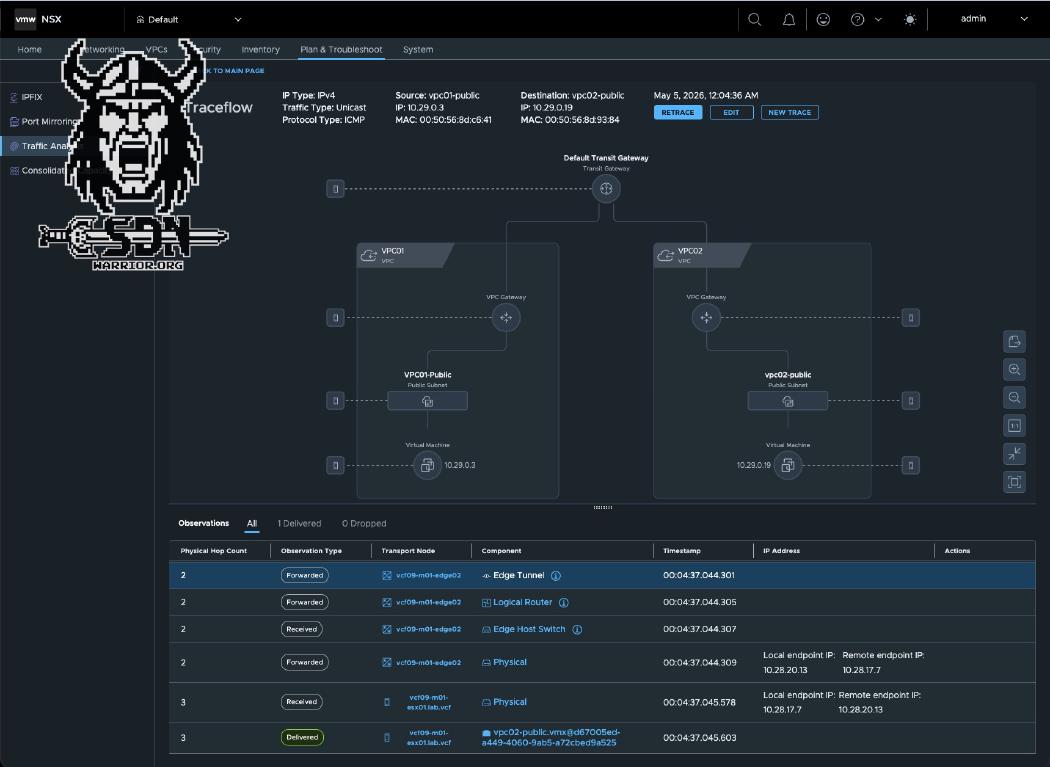 vmw NSX
Default
admin
Home
Networking
VPCs
Security
Inventory
Plan & Troubleshoot
System
IPFIX
Port Mirroring
Traffic Analysis
SDN
WARRIOR.ORG
TO MAIN PAGE
Traceflow
IP Type: IPv4
Traffic Type: Unicast
Protocol Type: ICMP
Source: vpc01-public
IP: 10.29.0.3
MAC: 00:50:56:8d:c6:41
Destination: vpc02-public
IP: 10.29.0.19
MAC: 00:50:56:8d:93:84
May 5, 2026, 12:04:36 AM
RETRACE
EDIT
NEW TRACE
Default Transit Gateway
Transit Gateway
VPC01
VPC
VPC02
VPC
VPC Gateway
VPC Gateway
VPC01-Public
Public Subnet
vpc02-public
Public Subnet
Virtual Machine
10.29.0.3
Virtual Machine
10.29.0.19
1:1
Observations
All
1 Delivered
0 Dropped
Physical Hop Count Observation Type Transport Node Component Timestamp IP Address Actions
2 Forwarded vcf09-m01-edge02 Edge Tunnel 00:04:37.044.301
2 Forwarded vcf09-m01-edge02 Logical Router 00:04:37.044.305
2 Received vcf09-m01-edge02 Edge Host Switch 00:04:37.044.307
2 Forwarded vcf09-m01-edge02 Physical 00:04:37.044.309
Local endpoint IP: Remote endpoint IP:
10.28.20.13 10.28.17.7
3 Received vcf09-m01-
esx01.lab.vcf
Physical 00:04:37.045.578
Local endpoint IP: Remote endpoint IP:
10.28.17.7 10.28.20.13
3 Delivered vcf09-m01-
esx01.lab.vcf
vpc02-public.vmx@d67005ed-
a449-4060-9ab5-a72cbed9a525
00:04:37.045.603